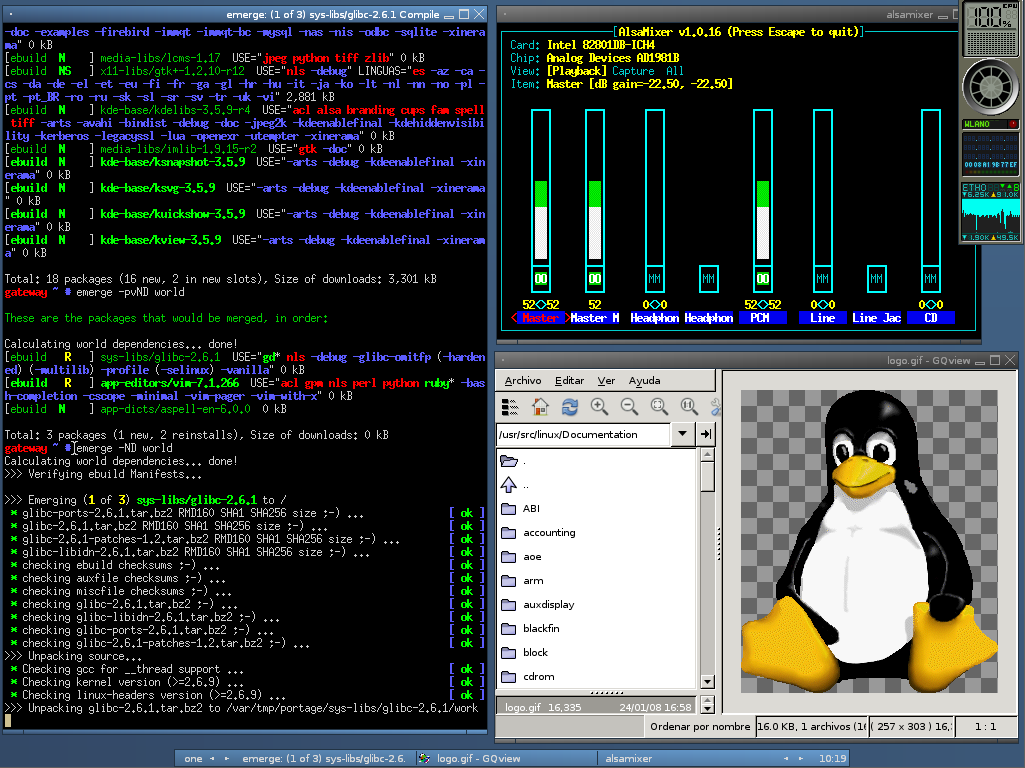 emerge: (1 of 3) sys-libs/glibc-2.6.1 Compile
-doc -examples -firebird -immqt -immqt-bc -mysql -nas -nis -odbc -sqlite -xinera
ma" 0 kB
[ebuild  N    ] media-libs/lcms-1.17  USE="jpeg python tiff zlib" 0 kB
[ebuild  NS   ] x11-libs/gtk+-1.2.10-r12  USE="nls -debug" LINGUAS="es -az -ca -
cs -da -de -el -et -eu -fi -fr -ga -gl -hr -hu -it -ja -ko -lt -nl -nn -no -pl -
pt -pt_BR -ro -ru -sk -sl -sr -sv -tr -uk -vi" 2,881 kB
[ebuild  N    ] kde-base/kdelibs-3.5.9-r4  USE="acl alsa branding cups fam spell
tiff -arts -avahi -bindist -debug -doc -jpeg2k -kdeenablefinal -kdehiddenvisibi
lity -kerberos -legacyssl -lua -openexr -utempter -xinerama" 0 kB
[ebuild  N    ] media-libs/imlib-1.9.15-r2  USE="gtk -doc" 0 kB
[ebuild  N    ] kde-base/ksnapshot-3.5.9  USE="-arts -debug -kdeenablefinal -xin
erama" 0 kB
[ebuild  N    ] kde-base/ksvg-3.5.9  USE="-arts -debug -kdeenablefinal -xinerama
" 0 kB
[ebuild  N    ] kde-base/kuickshow-3.5.9  USE="-arts -debug -kdeenablefinal -xin
erama" 0 kB
[ebuild  N    ] kde-base/kview-3.5.9  USE="-arts -debug -kdeenablefinal -xineram
a" 0 kB
Total: 18 packages (16 new, 2 in new slots), Size of downloads: 3,301 kB
gateway ~ # emerge -pvND world
These are the packages that would be merged, in order:
Calculating world dependencies... done!
[ebuild   R   ] sys-libs/glibc-2.6.1  USE="gd* nls -debug -glibc-omitfp (-harden
ed) (-multilib) -profile (-selinux) -vanilla" 0 kB
[ebuild   R   ] app-editors/vim-7.1.266  USE="acl gpm nls perl python ruby* -bas
h-completion -cscope -minimal -vim-pager -vim-with-x" 0 kB
[ebuild  N    ] app-dicts/aspell-en-6.0.0  0 kB
Total: 3 packages (1 new, 2 reinstalls), Size of downloads: 0 kB
gateway ~ # emerge -ND world
Calculating world dependencies... done!
>>> Verifying ebuild Manifests...
>>> Emerging (1 of 3) sys-libs/glibc-2.6.1 to /
* glibc-ports-2.6.1.tar.bz2 RMD160 SHA1 SHA256 size ;-) ... [ ok ]
* glibc-2.6.1.tar.bz2 RMD160 SHA1 SHA256 size ;-) ... [ ok ]
* glibc-2.6.1-patches-1.2.tar.bz2 RMD160 SHA1 SHA256 size ;-) ... [ ok ]
* glibc-libidn-2.6.1.tar.bz2 RMD160 SHA1 SHA256 size ;-) ... [ ok ]
* checking ebuild checksums ;-) ... [ ok ]
* checking auxfile checksums ;-) ... [ ok ]
* checking miscfile checksums ;-) ... [ ok ]
* checking glibc-2.6.1.tar.bz2 ;-) ... [ ok ]
* checking glibc-libidn-2.6.1.tar.bz2 ;-) ... [ ok ]
* checking glibc-ports-2.6.1.tar.bz2 ;-) ... [ ok ]
* checking glibc-2.6.1-patches-1.2.tar.bz2 ;-) ... [ ok ]
>>> Unpacking source...
* Checking gcc for __thread support ... [ ok ]
* Checking kernel version (>=2.6.9) ... [ ok ]
* Checking linux-headers version (>=2.6.9) ... [ ok ]
>>> Unpacking glibc-2.6.1.tar.bz2 to /var/tmp/portage/sys-libs/glibc-2.6.1/work
alsamixer
[AlsaMixer v1.0.16 (Press Escape to quit)]
Card: Intel 82801DB-ICH4
Chip: Analog Devices AD1981B
View: [Playback] Capture  All
Item: Master [dB gain=-22.50, -22.50]
OO OO MM MM OO MM MM MM
52<>52 52 0<>0 52<>52 0<>0 0<>0
< Master > Master M Headphon Headphon PCM Line Line Jac CD
CPU
100%
WLAN0
00 08 A1 9B 77 EF
ETH0
logo.gif - GQview
Archivo Editar Ver Ayuda
/usr/src/linux/Documentation
.
..
ABI
accounting
aoe
arm
auxdisplay
blackfin
block
cdrom
logo.gif 16,335 24/01/08 16:58
Ordenar por nombre 16.0 KB, 1 archivos (16 ( 257 x 303 ) 16, 1 : 1
one emerge: (1 of 3) sys-libs/glibc-2.6. logo.gif - GQview alsamixer 10:19